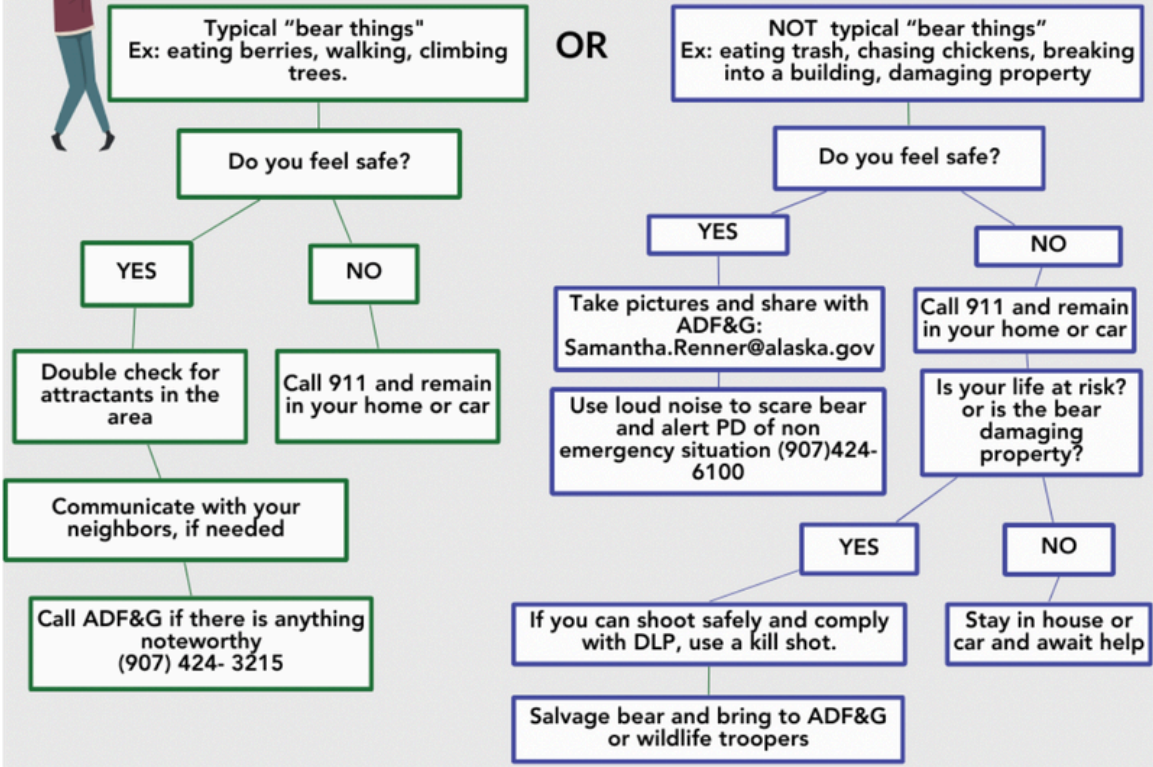 Typical “bear things"
Ex: eating berries, walking, climbing
trees.
Do you feel safe?
YES
NO
Double check for
attractants in the
area
Call 911 and remain
in your home or car
Communicate with your
neighbors, if needed
Call ADF&G if there is anything
noteworthy
(907) 424- 3215
OR
NOT typical “bear things”
Ex: eating trash, chasing chickens, breaking
into a building, damaging property
Do you feel safe?
YES
NO
Take pictures and share with
ADF&G:
Samantha.Renner@alaska.gov
Use loud noise to scare bear
and alert PD of non
emergency situation (907)424-
6100
Call 911 and remain
in your home or car
Is your life at risk?
or is the bear
damaging
property?
YES
NO
If you can shoot safely and comply
with DLP, use a kill shot.
Salvage bear and bring to ADF&G
or wildlife troopers
Stay in house or
car and await help